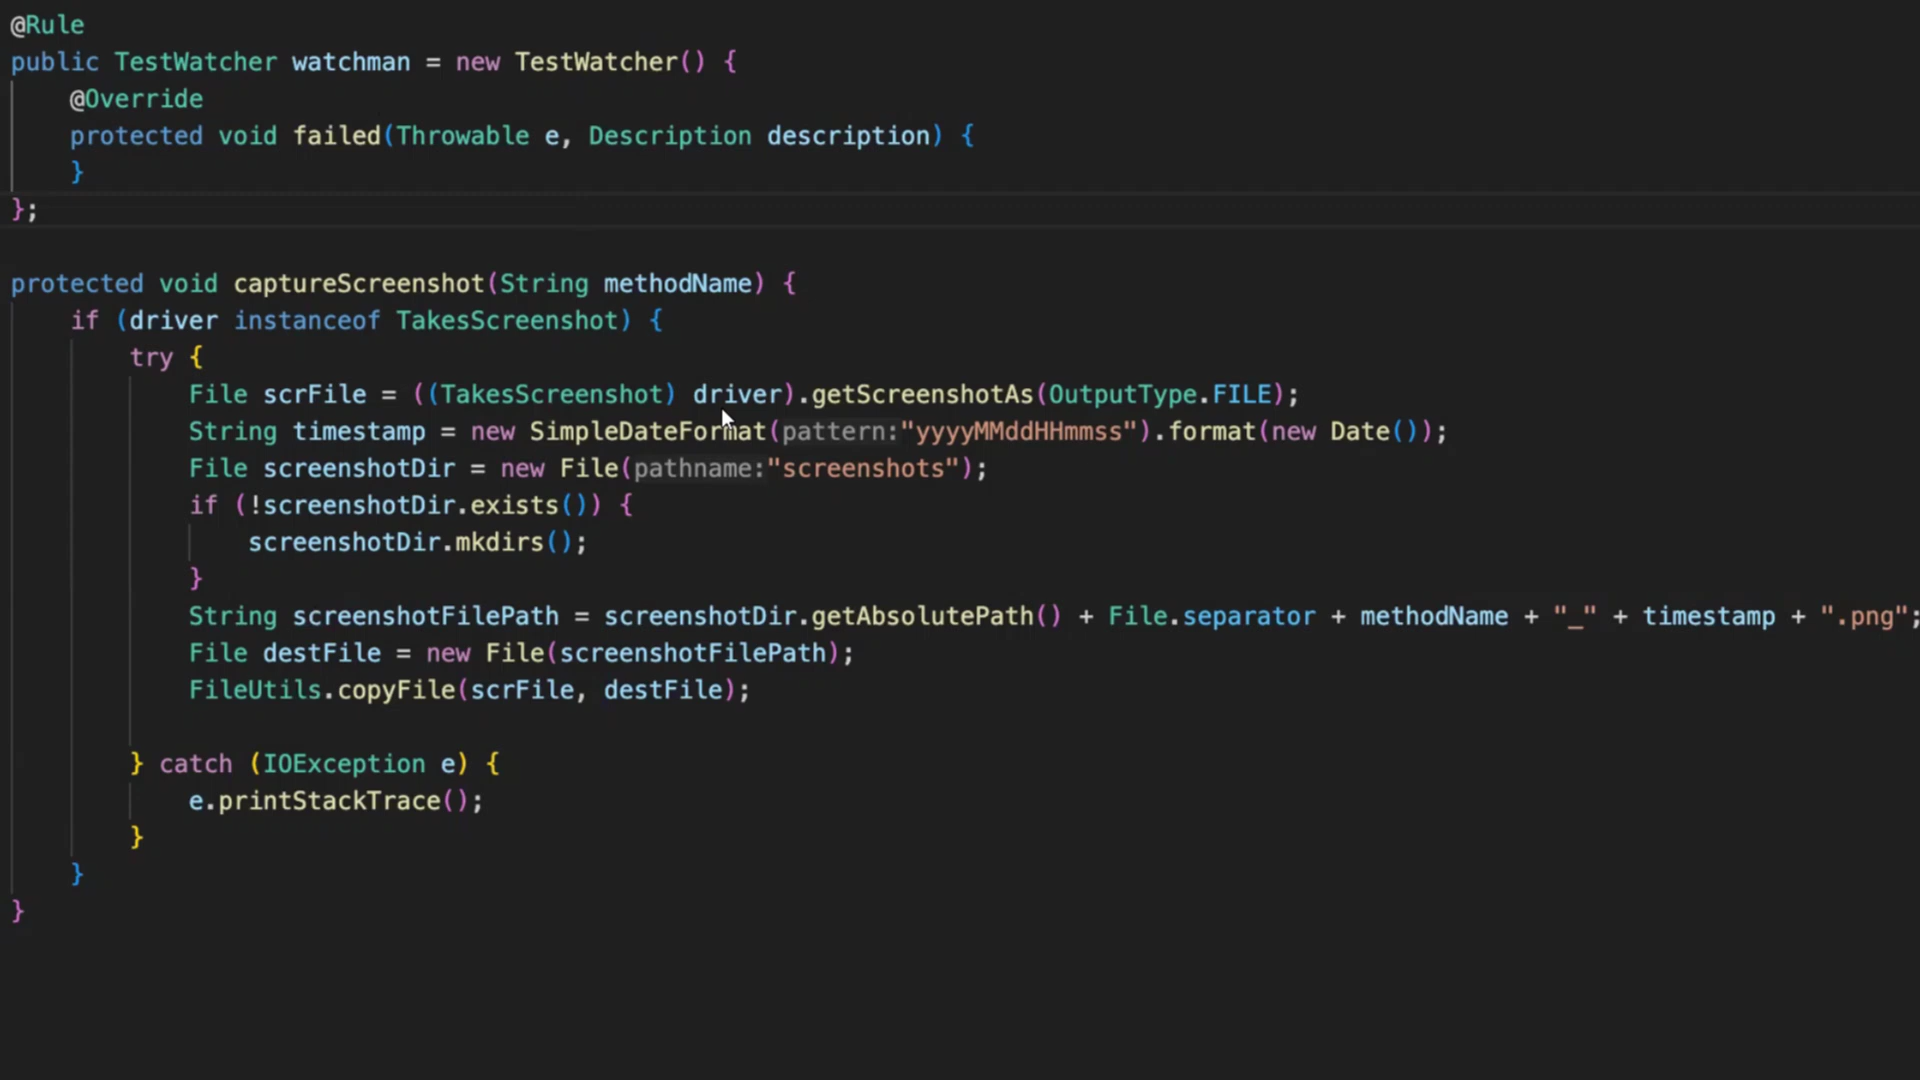 @Rule
public TestWatcher watchman = new TestWatcher() {
@Override
protected void failed(Throwable e, Description description) {
}
};
protected void captureScreenshot(String methodName) {
if (driver instanceof TakesScreenshot) {
try {
File scrFile = ((TakesScreenshot) driver).getScreenshotAs(OutputType.FILE);
String timestamp = new SimpleDateFormat(pattern:"yyyyMMddHHmmss").format(new Date());
File screenshotDir = new File(pathname:"screenshots");
if (!screenshotDir.exists()) {
screenshotDir.mkdirs();
}
String screenshotFilePath = screenshotDir.getAbsolutePath() + File.separator + methodName + "_" + timestamp + ".png";
File destFile = new File(screenshotFilePath);
FileUtils.copyFile(scrFile, destFile);
} catch (IOException e) {
e.printStackTrace();
}
}
}